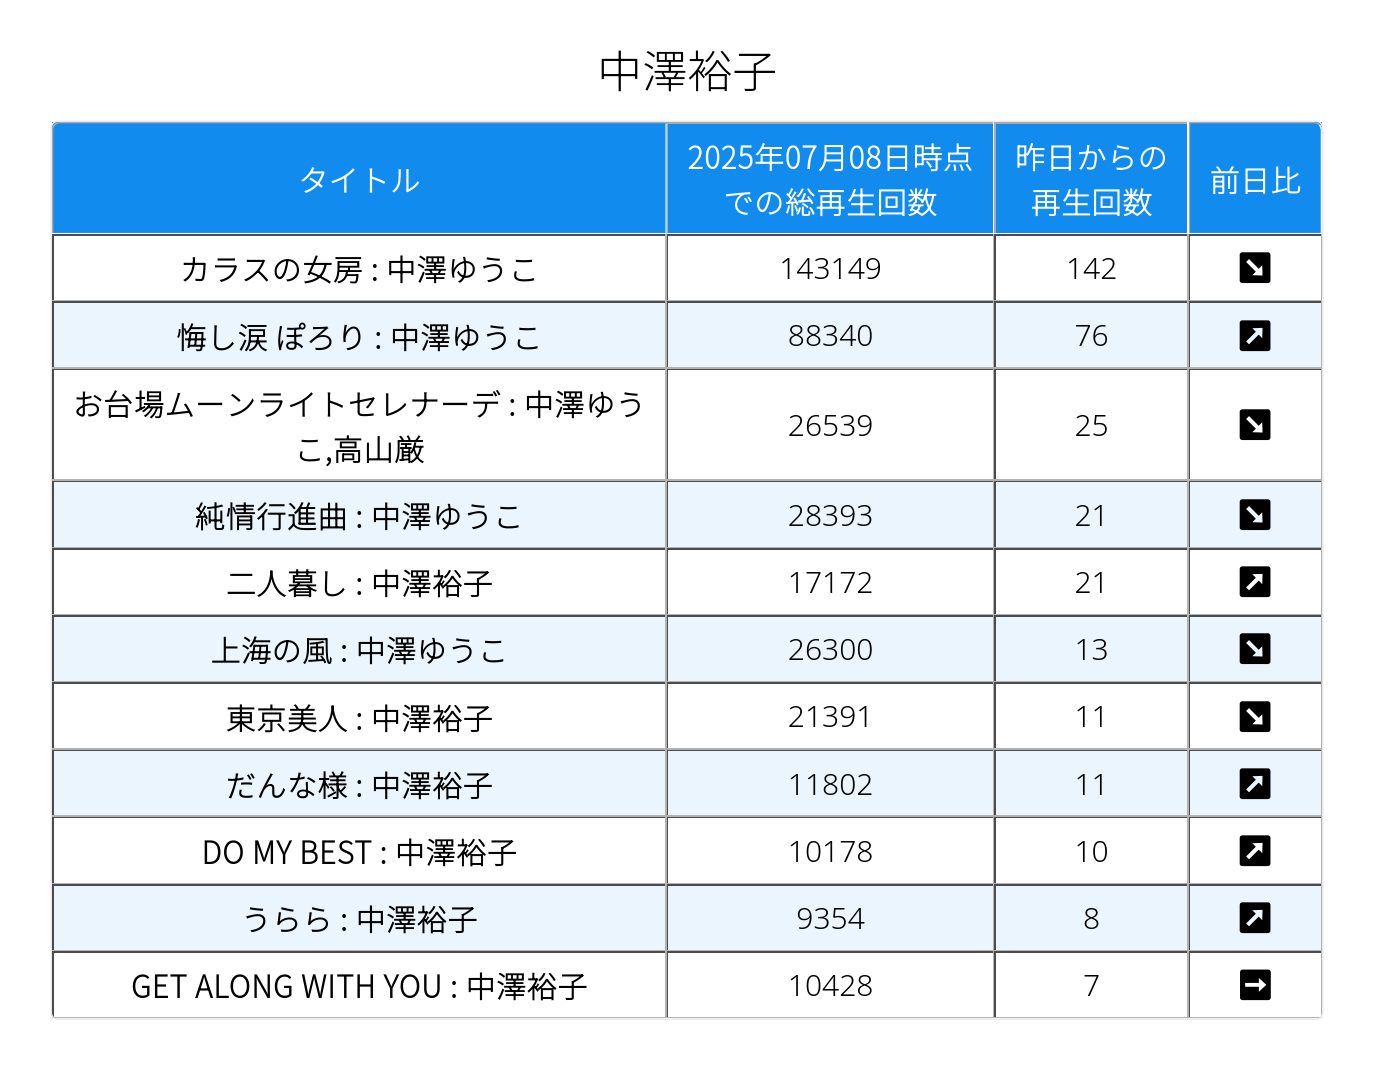 中澤裕子
タイトル
2025年07月08日時点
での総再生回数
昨日からの
再生回数
前日比
カラスの女房 : 中澤ゆうこ 143149 142 ↘
悔し涙 ぽろり : 中澤ゆうこ 88340 76 ↗
お台場ムーンライトセレナーデ : 中澤ゆう
こ,高山厳 26539 25 ↘
純情行進曲 : 中澤ゆうこ 28393 21 ↘
二人暮し : 中澤裕子 17172 21 ↗
上海の風 : 中澤ゆうこ 26300 13 ↘
東京美人 : 中澤裕子 21391 11 ↘
だんな様 : 中澤裕子 11802 11 ↗
DO MY BEST : 中澤裕子 10178 10 ↗
うらら : 中澤裕子 9354 8 ↗
GET ALONG WITH YOU : 中澤裕子 10428 7 →